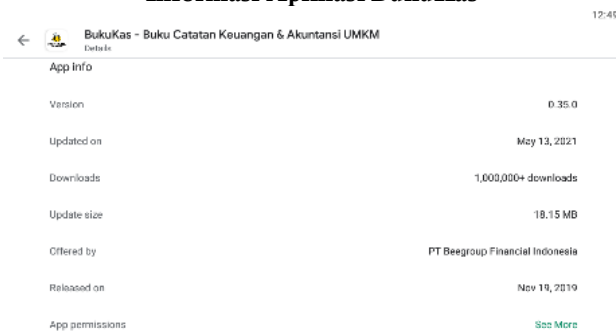 Informasi Aplikasi BukuKas
12:49
BukuKas - Buku Catatan Keuangan & Akuntansi UMKM
Details
App info
Version 0.35.0
Updated on May 13, 2021
Downloads 1,000,000+ downloads
Update size 18.15 MB
Offered by PT Beegroup Financial Indonesia
Released on Nov 19, 2019
App permissions See More